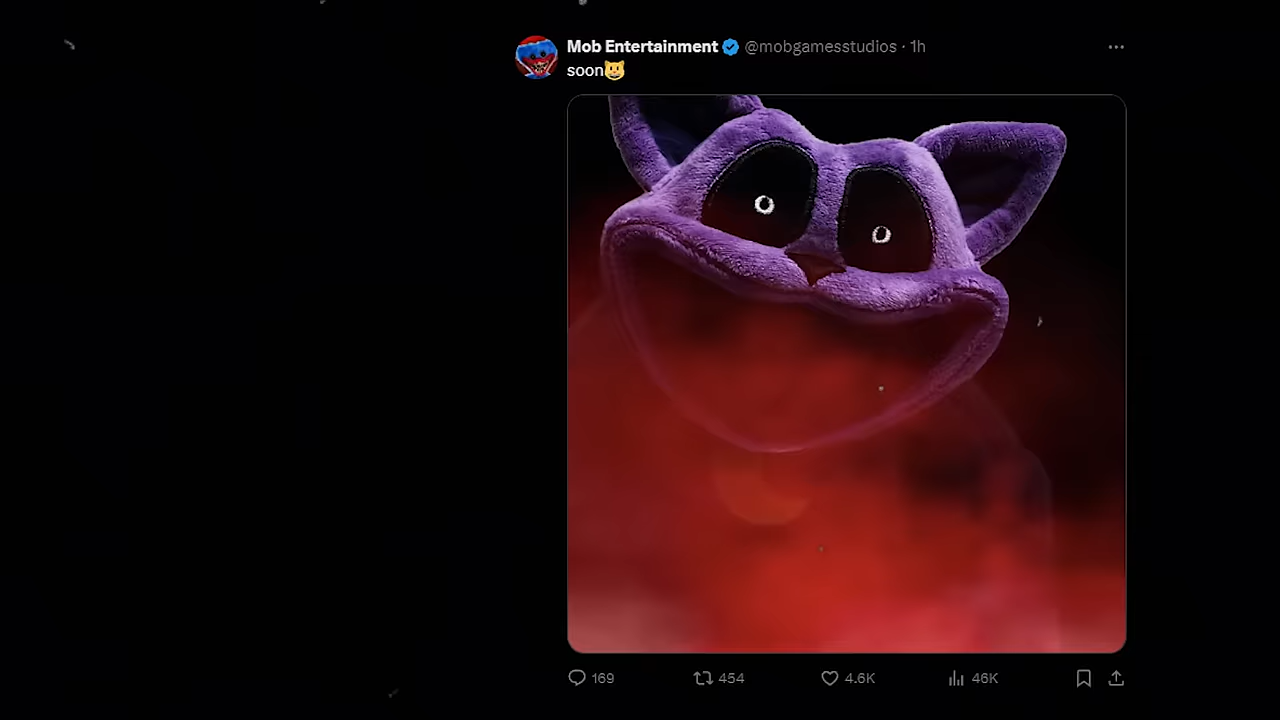 Mob Entertainment @mobgamesstudios · 1h
soon😺
169 454 4.6K 46K